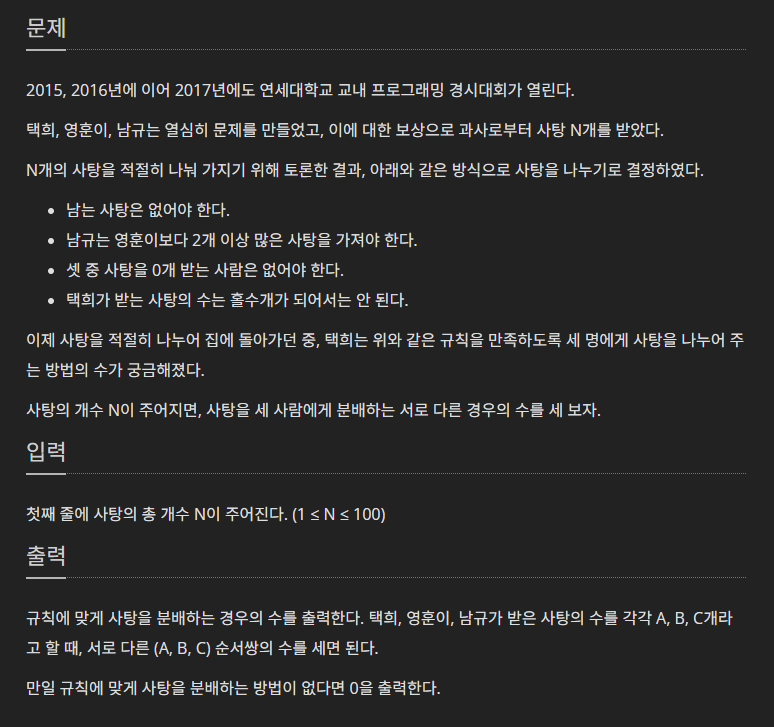 문제
2015, 2016년에 이어 2017년에도 연세대학교 교내 프로그래밍 경시대회가 열린다.
택희, 영훈이, 남규는 열심히 문제를 만들었고, 이에 대한 보상으로 과사로부터 사탕 N개를 받았다.
N개의 사탕을 적절히 나눠 가지기 위해 토론한 결과, 아래와 같은 방식으로 사탕을 나누기로 결정하였다.
• 남는 사탕은 없어야 한다.
• 남규는 영훈이보다 2개 이상 많은 사탕을 가져야 한다.
• 셋 중 사탕을 0개 받는 사람은 없어야 한다.
• 택희가 받는 사탕의 수는 홀수개가 되어서는 안 된다.
이제 사탕을 적절히 나누어 집에 돌아가던 중, 택희는 위와 같은 규칙을 만족하도록 세 명에게 사탕을 나누어 주
는 방법의 수가 궁금해졌다.
사탕의 개수 N이 주어지면, 사탕을 세 사람에게 분배하는 서로 다른 경우의 수를 세 보자.
입력
첫째 줄에 사탕의 총 개수 N이 주어진다. (1 ≤ N ≤ 100)
출력
규칙에 맞게 사탕을 분배하는 경우의 수를 출력한다. 택희, 영훈이, 남규가 받은 사탕의 수를 각각 A, B, C개라
고 할 때, 서로 다른 (A, B, C) 순서쌍의 수를 세면 된다.
만일 규칙에 맞게 사탕을 분배하는 방법이 없다면 0을 출력한다.